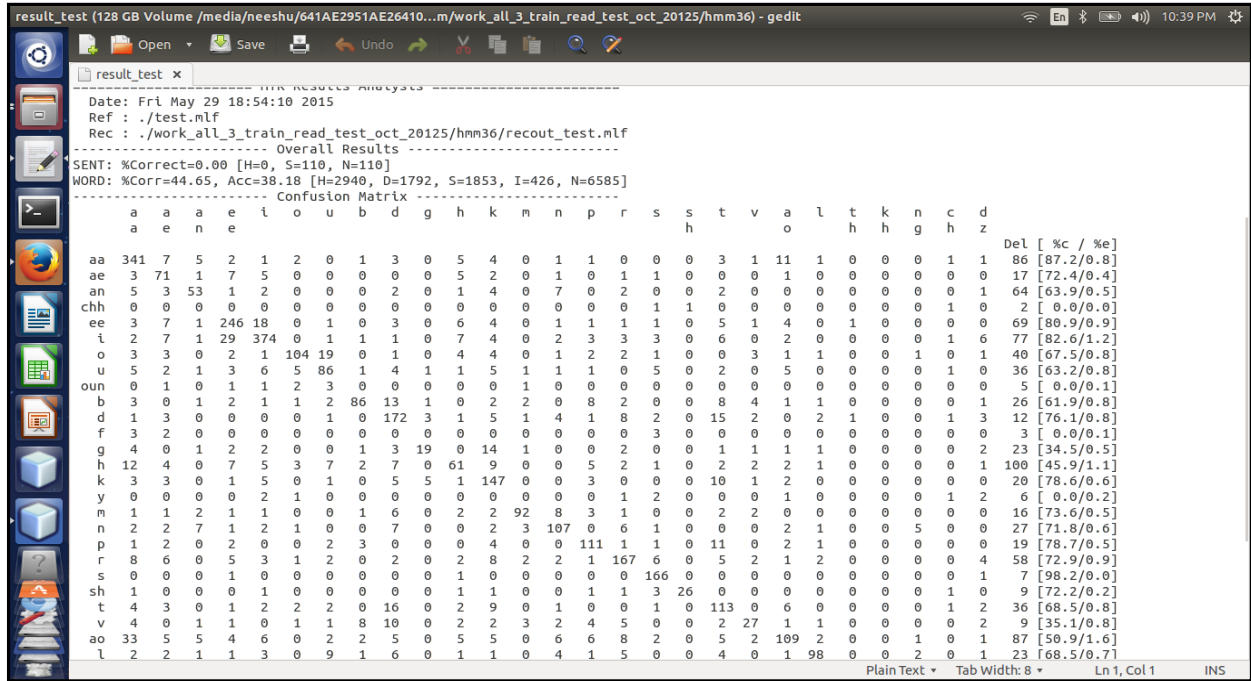 result_test (128 GB Volume /media/neeshu/641AE2951AE26410...m/work_all_3_train_read_test_oct_20125/hmm36) - gedit En 10:39 PM
Open Save Undo
result_test ×
======================= HTK Results Analysis =======================
Date: Fri May 29 18:54:10 2015
Ref : ./test.mlf
Rec : ./work_all_3_train_read_test_oct_20125/hmm36/recout_test.mlf
------------------------ Overall Results --------------------------
SENT: %Correct=0.00 [H=0, S=110, N=110]
WORD: %Corr=44.65, Acc=38.18 [H=2940, D=1792, S=1853, I=426, N=6585]
------------------------ Confusion Matrix -------------------------
a a a e i o u b d g h k m n p r s s t v a l t k n c d
a e n e h o h h g h z
Del [ %c / %e]
aa 341 7 5 2 1 2 0 1 3 0 5 4 0 1 1 0 0 0 3 1 11 1 0 0 0 1 1 86 [87.2/0.8]
ae 3 71 1 7 5 0 0 0 0 0 5 2 0 1 0 1 1 0 0 0 1 0 0 0 0 0 0 17 [72.4/0.4]
an 5 3 53 1 2 0 0 0 2 0 1 4 0 7 0 2 0 0 2 0 0 0 0 0 0 0 1 64 [63.9/0.5]
chh 0 0 0 0 0 0 0 0 0 0 0 0 0 0 0 0 1 1 0 0 0 0 0 0 0 1 0 2 [ 0.0/0.0]
ee 3 7 1 246 18 0 1 0 3 0 6 4 0 1 1 1 1 0 5 1 4 0 1 0 0 0 0 69 [80.9/0.9]
i 2 7 1 29 374 0 1 1 1 0 7 4 0 2 3 3 3 0 6 0 2 0 0 0 0 1 6 77 [82.6/1.2]
o 3 3 0 2 1 104 19 0 1 0 4 4 0 1 2 2 1 0 0 3 1 1 0 0 1 0 1 40 [67.5/0.8]
u 5 2 1 3 6 5 86 1 4 1 1 5 1 1 1 0 5 0 2 0 5 0 0 0 0 1 0 36 [63.2/0.8]
oun 0 1 0 1 1 2 3 0 0 0 0 0 1 0 0 0 0 0 0 0 0 0 0 0 0 0 0 5 [ 0.0/0.1]
b 3 0 1 2 1 1 2 86 13 1 0 2 2 0 8 2 0 0 8 4 1 1 0 0 0 0 1 26 [61.9/0.8]
d 1 3 0 0 0 0 1 0 172 3 1 5 1 4 1 8 2 0 15 2 0 2 1 0 0 1 3 12 [76.1/0.8]
f 3 2 0 0 0 0 0 0 0 0 0 0 0 0 0 0 3 0 0 0 0 0 0 0 0 0 0 3 [ 0.0/0.1]
g 4 0 1 2 2 0 0 1 3 19 0 14 1 0 0 2 0 0 1 1 1 1 0 0 0 0 2 23 [34.5/0.5]
h 12 4 0 7 5 3 7 2 7 0 61 9 0 0 5 2 1 0 2 2 2 1 0 0 0 0 1 100 [45.9/1.1]
k 3 3 0 1 5 0 1 0 5 5 1 147 0 0 3 0 0 0 10 1 2 0 0 0 0 0 0 20 [78.6/0.6]
y 0 0 0 0 2 1 0 0 0 0 0 0 0 0 0 1 2 0 0 0 1 0 0 0 0 1 2 6 [ 0.0/0.2]
m 1 1 2 1 1 0 0 1 6 0 2 2 92 8 3 1 0 0 2 2 0 0 0 0 0 0 0 16 [73.6/0.5]
n 2 2 7 1 2 1 0 0 7 0 0 2 3 107 0 6 1 0 0 0 2 1 0 0 5 0 0 27 [71.8/0.6]
p 1 2 0 2 0 0 2 3 0 0 0 4 0 0 111 1 1 0 11 0 2 1 0 0 0 0 0 19 [78.7/0.5]
r 8 6 0 5 3 1 2 0 2 0 2 8 2 2 1 167 6 0 5 2 1 2 0 0 0 0 4 58 [72.9/0.9]
s 0 0 0 1 0 0 0 0 0 0 1 0 0 0 0 0 166 0 0 0 0 0 0 0 0 0 1 7 [98.2/0.0]
sh 1 0 0 0 1 0 0 0 0 0 1 1 0 0 1 1 3 26 0 0 0 0 0 0 0 1 0 9 [72.2/0.2]
t 4 3 0 1 2 2 2 0 16 0 2 9 0 1 0 0 1 0 113 0 6 0 0 0 0 1 2 36 [68.5/0.8]
v 4 0 1 1 0 1 1 8 10 0 2 2 3 2 4 5 0 0 2 27 1 1 0 0 0 0 2 9 [35.1/0.8]
ao 33 5 5 4 6 0 2 2 5 0 5 5 0 6 6 8 2 0 5 2 109 2 0 0 1 0 1 87 [50.9/1.6]
l 2 2 1 1 3 0 9 1 6 0 1 1 0 4 1 5 0 0 4 0 1 98 0 0 2 0 1 23 [68.5/0.7]
Plain Text Tab Width: 8 Ln 1, Col 1 INS